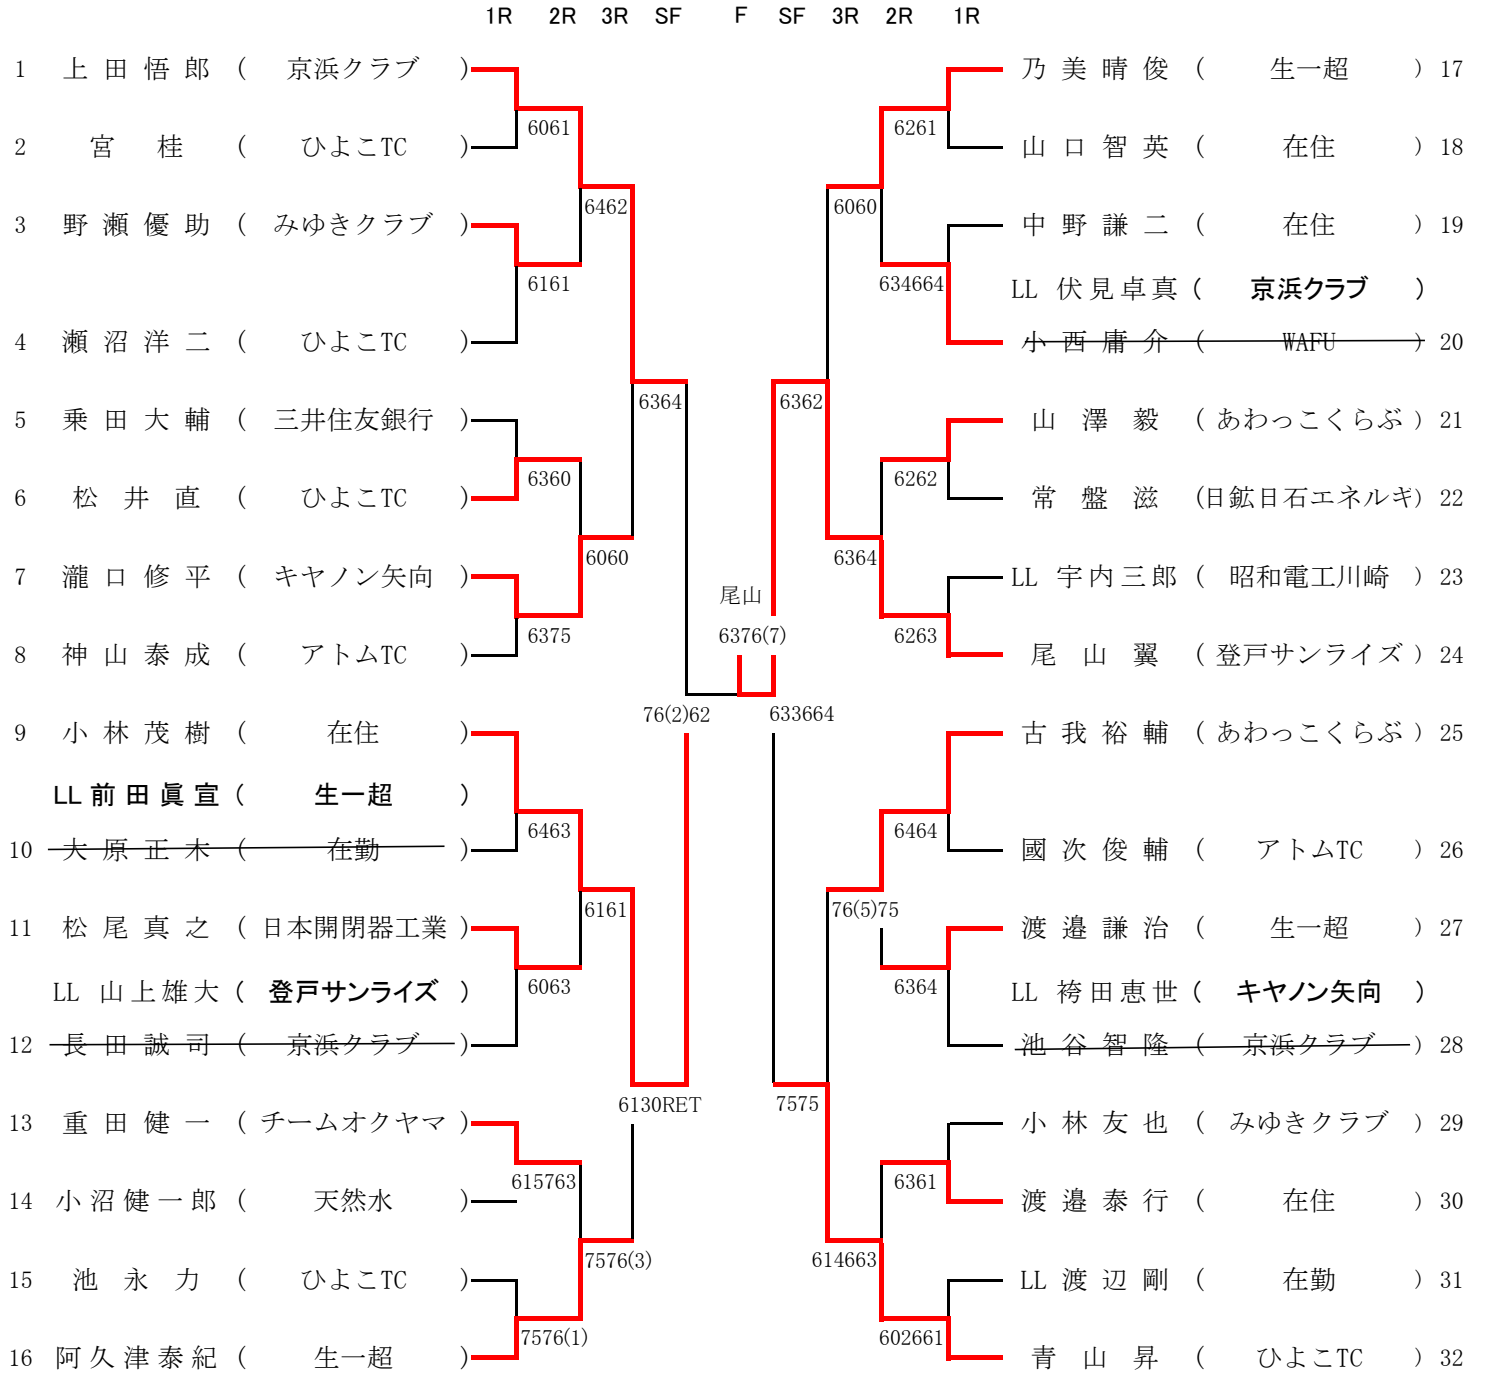 1R 2R 3R SF F SF 3R 2R 1R
1 上田悟郎 ( 京浜クラブ ) 乃美晴俊 ( 生一超 ) 17
6061 6261
2 宮桂 ( ひよこTC ) 山口智英 ( 在住 ) 18
6462 6060
3 野瀬優助 ( みゆきクラブ ) 中野謙二 ( 在住 ) 19
6161 634664
LL 伏見卓真 ( 京浜クラブ )
4 瀬沼洋二 ( ひよこTC ) 小西庸介 ( WAFU ) 20
6364 6362
5 乗田大輔 ( 三井住友銀行 ) 山澤毅 ( あわっこくらぶ ) 21
6360 6262
6 松井直 ( ひよこTC ) 常盤滋 (日鉱日石エネルギ) 22
6060 6364
7 瀧口修平 ( キヤノン矢向 ) LL 宇内三郎 ( 昭和電工川崎 ) 23
尾山
6375 6376(7) 6263
8 神山泰成 ( アトムTC ) 尾山翼 ( 登戸サンライズ ) 24
76(2)62 633664
9 小林茂樹 ( 在住 ) 古我裕輔 ( あわっこくらぶ ) 25
LL 前田眞宣 ( 生一超 )
6463 6464
10 大原正木 ( 在勤 ) 國次俊輔 ( アトムTC ) 26
6161 76(5)75
11 松尾真之 ( 日本開閉器工業 ) 渡邉謙治 ( 生一超 ) 27
6063 6364
LL 山上雄大 ( 登戸サンライズ ) LL 袴田恵世 ( キヤノン矢向 )
12 長田誠司 ( 京浜クラブ ) 池谷智隆 ( 京浜クラブ ) 28
6130RET 7575
13 重田健一 ( チームオクヤマ ) 小林友也 ( みゆきクラブ ) 29
615763 6361
14 小沼健一郎 ( 天然水 ) 渡邉泰行 ( 在住 ) 30
7576(3) 614663
15 池永力 ( ひよこTC ) LL 渡辺剛 ( 在勤 ) 31
7576(1) 602661
16 阿久津泰紀 ( 生一超 ) 青山昇 ( ひよこTC ) 32